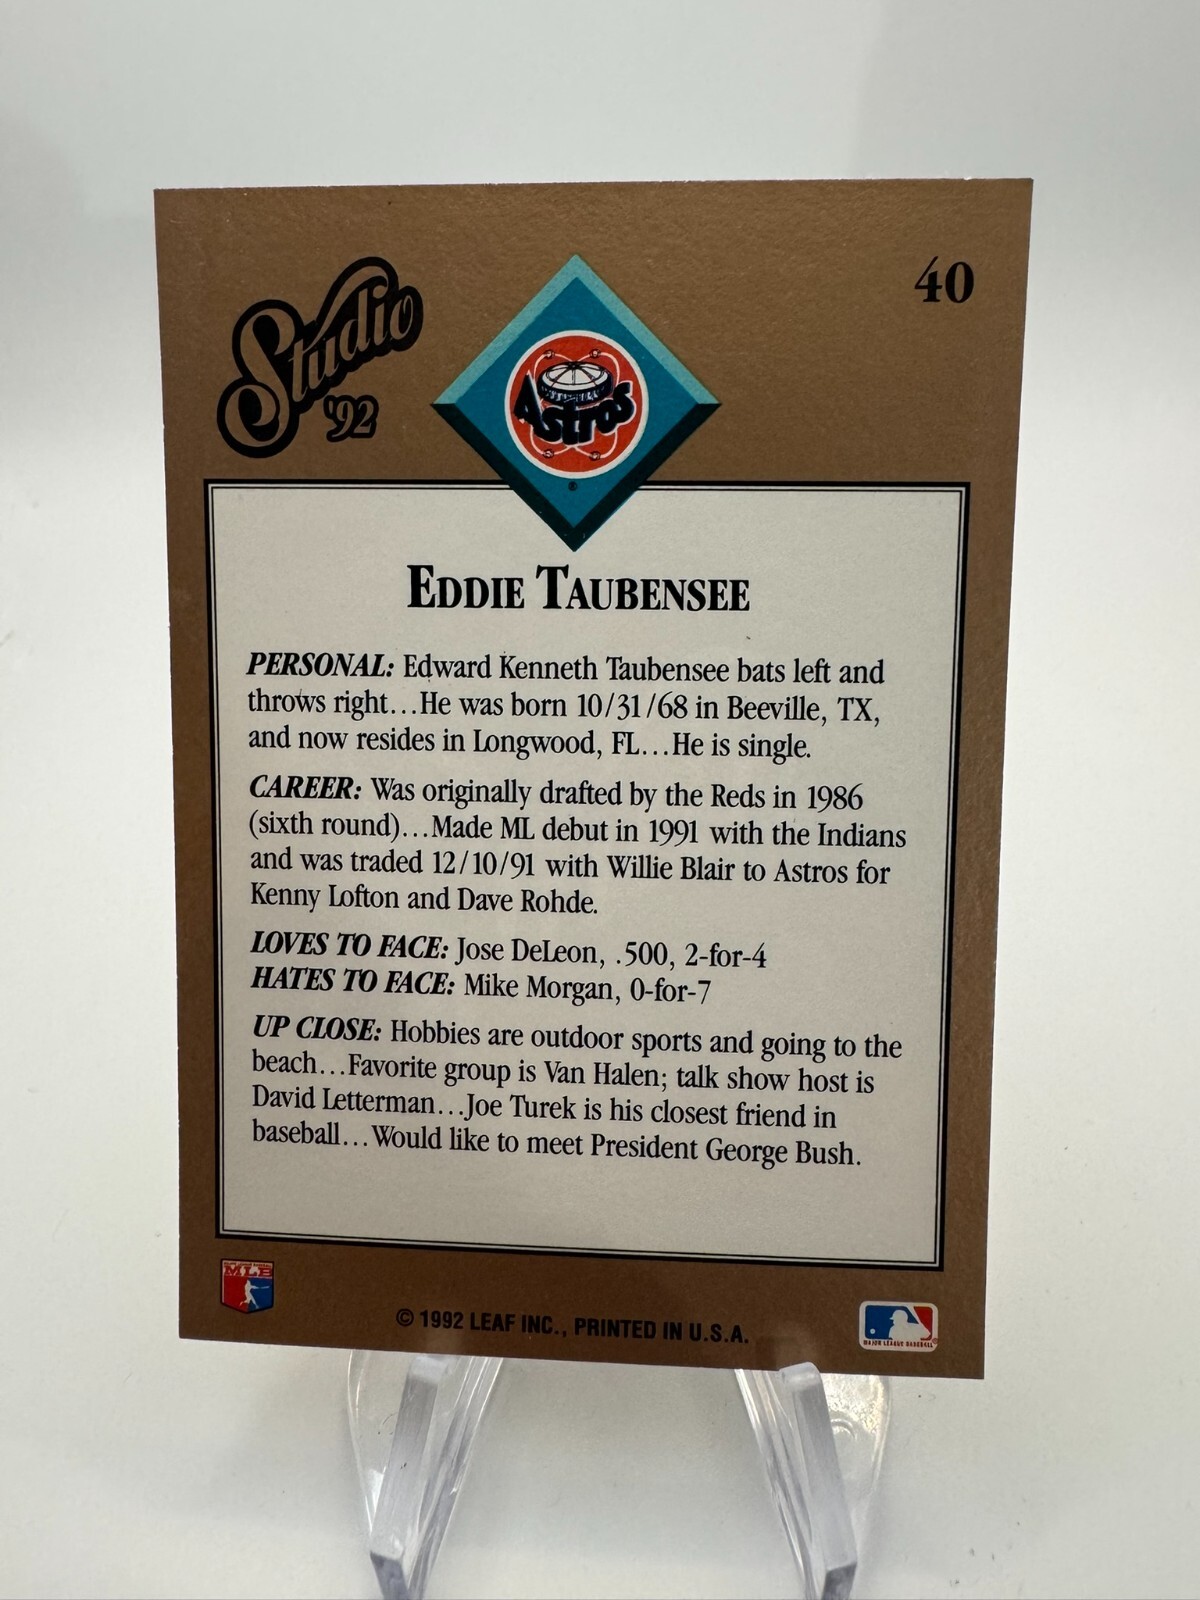 Studio
'92
40
Astros
®
EDDIE TAUBENSEE
PERSONAL: Edward Kenneth Taubensee bats left and
throws right...He was born 10/31/68 in Beeville, TX,
and now resides in Longwood, FL...He is single.
CAREER: Was originally drafted by the Reds in 1986
(sixth round)...Made ML debut in 1991 with the Indians
and was traded 12/10/91 with Willie Blair to Astros for
Kenny Lofton and Dave Rohde.
LOVES TO FACE: Jose DeLeon, .500, 2-for-4
HATES TO FACE: Mike Morgan, 0-for-7
UP CLOSE: Hobbies are outdoor sports and going to the
beach...Favorite group is Van Halen; talk show host is
David Letterman...Joe Turek is his closest friend in
baseball...Would like to meet President George Bush.
MLB
© 1992 LEAF INC., PRINTED IN U.S.A.
MAJOR LEAGUE BASEBALL®